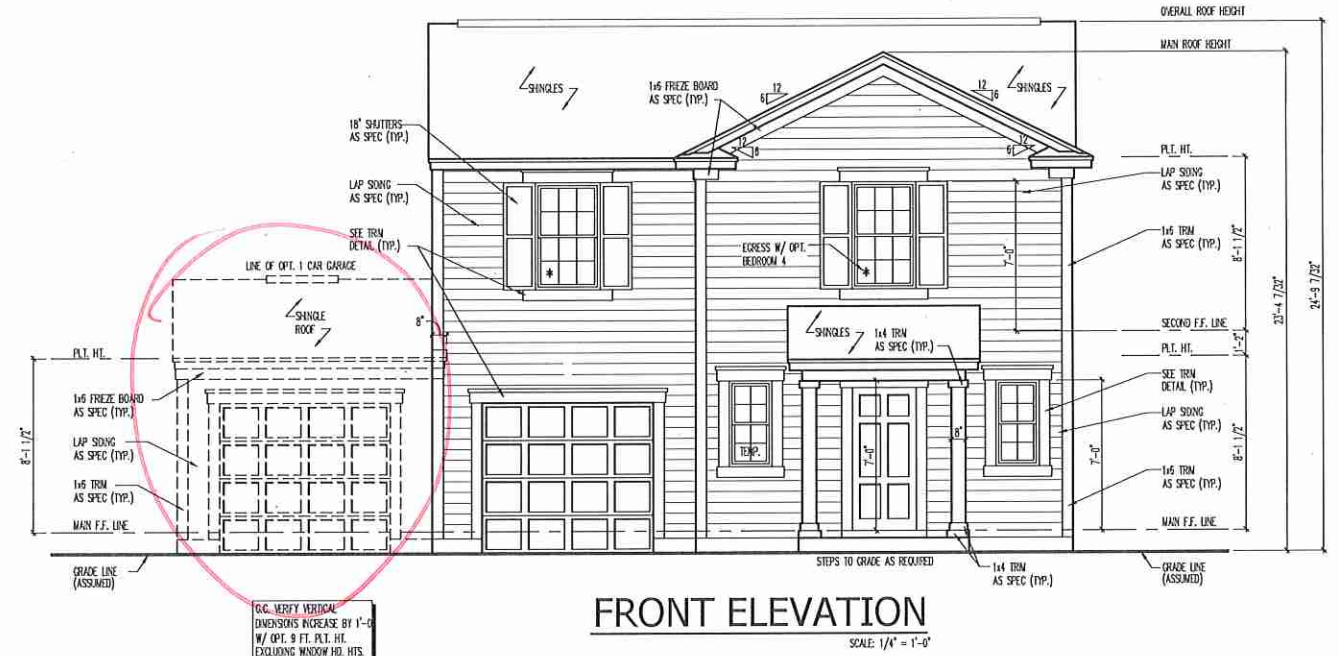 OVERALL ROOF HEIGHT
MAIN ROOF HEIGHT
SHINGLES
12
6
1x6 FREZE BOARD
AS SPEC (TYP.)
12
6
SHINGLES
18" SHUTTERS
AS SPEC (TYP.)
12
8
12
6
PLT. HT.
LAP SIDING
AS SPEC (TYP.)
LAP SIDING
AS SPEC (TYP.)
1x6 TRIM
AS SPEC (TYP.)
8'-1 1/2"
7'-0"
SEE TRIM
DETAIL (TYP.)
EGRESS W/ OPT.
BEDROOM 4
*
*
LINE OF OPT. 1 CAR GARAGE
23'-4 7/32"
24'-9 7/32"
SHINGLE
ROOF
8"
SHINGLES
1x4 TRIM
AS SPEC (TYP.)
SECOND F.F. LINE
1'-2"
PLT. HT.
PLT. HT.
SEE TRIM
DETAIL (TYP.)
1x6 FREZE BOARD
AS SPEC (TYP.)
LAP SIDING
AS SPEC (TYP.)
8'-1 1/2"
LAP SIDING
AS SPEC (TYP.)
TEMP.
7'-0"
8"
7'-0"
8'-1 1/2"
1x6 TRIM
AS SPEC (TYP.)
1x6 TRIM
AS SPEC (TYP.)
MAIN F.F. LINE
MAIN F.F. LINE
GRADE LINE
(ASSUMED)
STEPS TO GRADE AS REQUIRED
1x4 TRIM
AS SPEC (TYP.)
GRADE LINE
(ASSUMED)
G.C. VERIFY VERTICAL
DIMENSIONS INCREASE BY 1'-0"
W/ OPT. 9 FT. PLT. HT.
EXCLUDING WINDOW HD. HTS.
FRONT ELEVATION
SCALE: 1/4" = 1'-0"